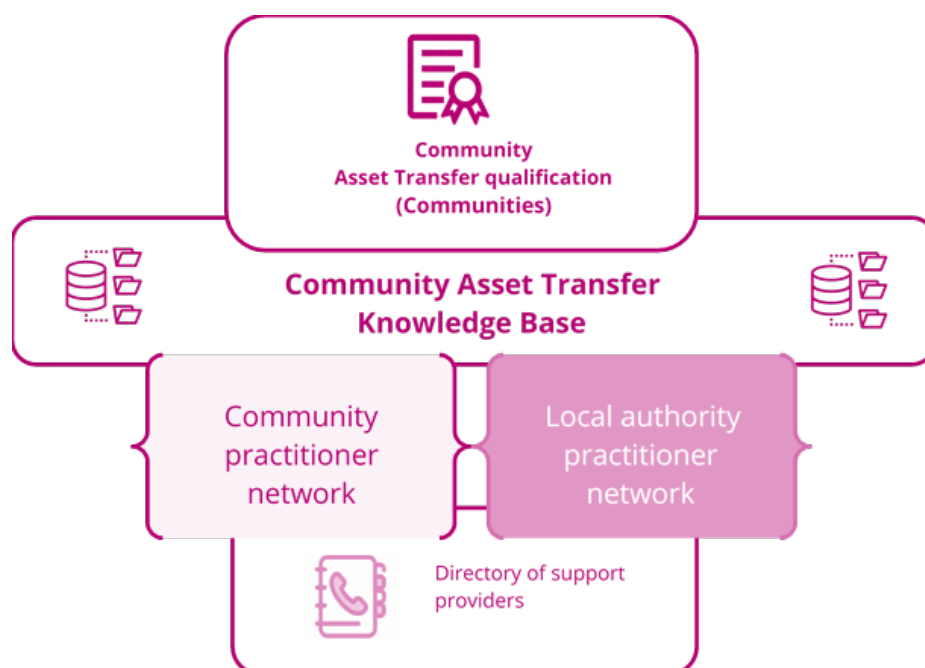 Community
Asset Transfer qualification
(Communities)
Community Asset Transfer
Knowledge Base
Community
practitioner
network
Local authority
practitioner
network
Directory of support
providers